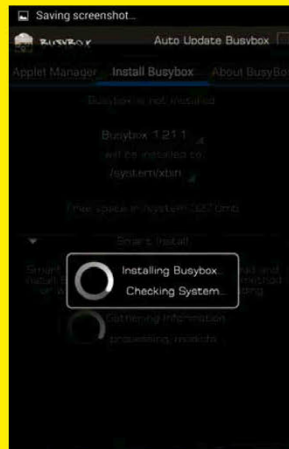 Saving screenshot...
BUSYBOX
Auto Update Busybox
Applet Manager
Install Busybox
About BusyBo
Busybox is not installed
Busybox 1.21.1
will be installed to
/system/xbin
Smart Install
Installing Busybox...
Checking System...
Gathering Information